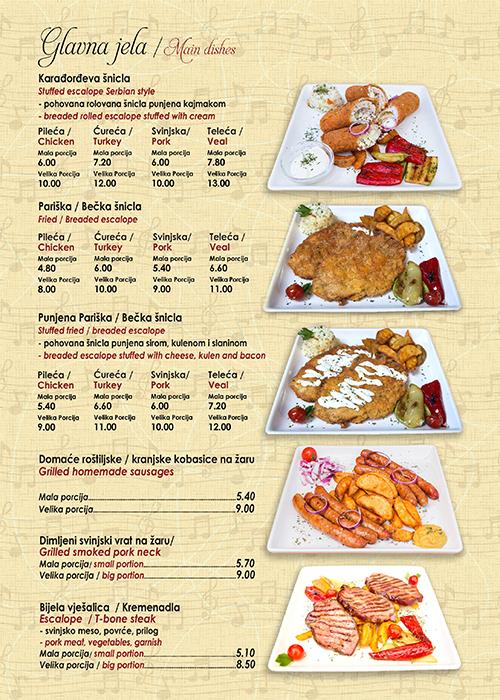 Glavna jela / Main dishes
Karađorđeva šnicla
Stuffed escalope Serbian style
- pohovana rolovana šnicla punjena kajmakom
- breaded rolled escalope stuffed with cream
Pileća / Ćureća / Svinjska/ Teleća /
Chicken Turkey Pork Veal
Mala porcija Mala porcija Mala porcija Mala porcija
6.00 7.20 6.00 7.80
Velika Porcija Velika Porcija Velika Porcija Velika Porcija
10.00 12.00 10.00 13.00
Pariška / Bečka šnicla
Fried / Breaded escalope
Pileća / Ćureća / Svinjska/ Teleća /
Chicken Turkey Pork Veal
Mala porcija Mala porcija Mala porcija Mala porcija
4.80 6.00 5.40 6.60
Velika Porcija Velika Porcija Velika Porcija Velika Porcija
8.00 10.00 9.00 11.00
Punjena Pariška / Bečka šnicla
Stuffed fried / breaded escalope
- pohovana šnicla punjena sirom, kulenom i slaninom
- breaded escalope stuffed with cheese, kulen and bacon
Pileća / Ćureća / Svinjska/ Teleća /
Chicken Turkey Pork Veal
Mala porcija Mala porcija Mala porcija Mala porcija
5.40 6.60 6.00 7.20
Velika Porcija Velika Porcija Velika Porcija Velika Porcija
9.00 11.00 10.00 12.00
Domaće roštiljske / kranjske kobasice na žaru
Grilled homemade sausages
Mala porcija 5.40
Velika porcija 9.00
Dimljeni svinjski vrat na žaru/
Grilled smoked pork neck
Mala porcija/ small portion 5.70
Velika porcija / big portion 9.00
Bijela vješalica / Kremenadla
Escalope / T-bone steak
- svinjsko meso, povrće, prilog
- pork meat, vegetables, garnish
Mala porcija/ small portion 5.10
Velika porcija / big portion 8.50